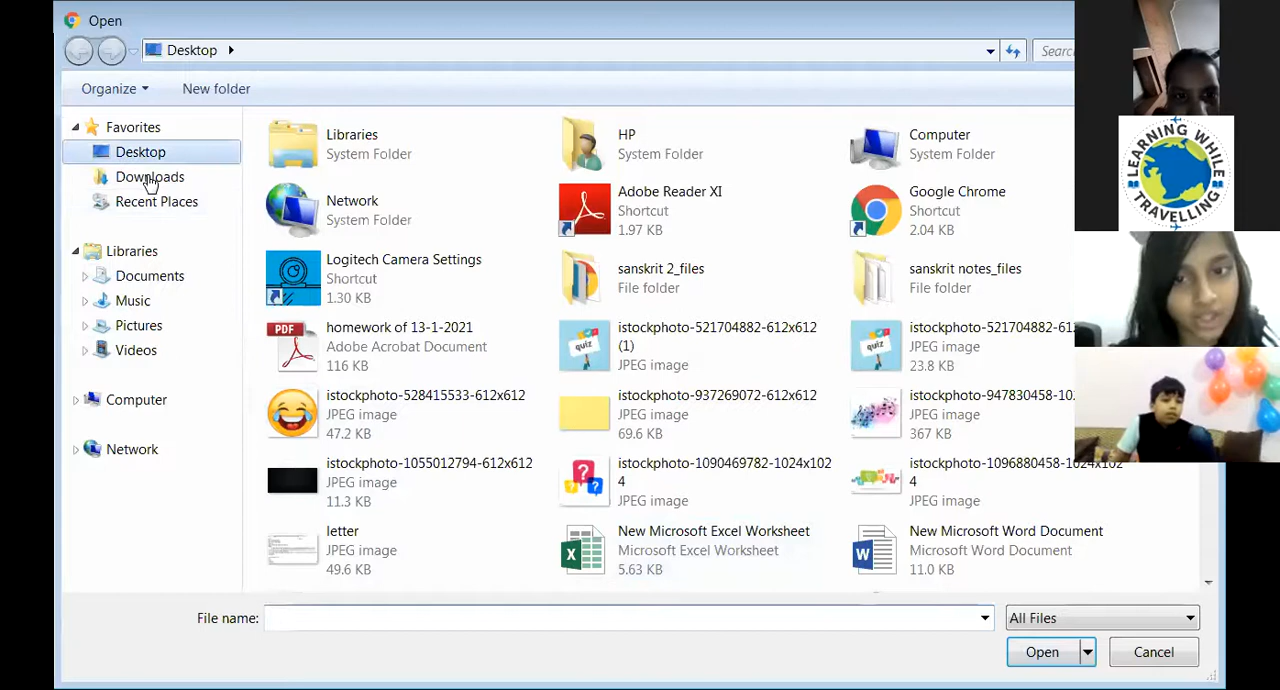 Open
Desktop
Search
Organize
New folder
Favorites
Desktop
Downloads
Recent Places
Libraries
Documents
Music
Pictures
Videos
Computer
Network
Libraries
System Folder
HP
System Folder
Computer
System Folder
Network
System Folder
Adobe Reader XI
Shortcut
1.97 KB
Google Chrome
Shortcut
2.04 KB
Logitech Camera Settings
Shortcut
1.30 KB
sanskrit 2_files
File folder
sanskrit notes_files
File folder
PDF
homework of 13-1-2021
Adobe Acrobat Document
116 KB
quiz
istockphoto-521704882-612x612
(1)
JPEG image
quiz
istockphoto-521704882-612
JPEG image
23.8 KB
istockphoto-528415533-612x612
JPEG image
47.2 KB
istockphoto-937269072-612x612
JPEG image
69.6 KB
istockphoto-947830458-10
JPEG image
367 KB
istockphoto-1055012794-612x612
JPEG image
11.3 KB
istockphoto-1090469782-1024x102
4
JPEG image
istockphoto-1096880458-1024x102
4
JPEG image
letter
JPEG image
49.6 KB
New Microsoft Excel Worksheet
Microsoft Excel Worksheet
5.63 KB
New Microsoft Word Document
Microsoft Word Document
11.0 KB
File name:
All Files
Open
Cancel
LEARNING WHILE
TRAVELLING